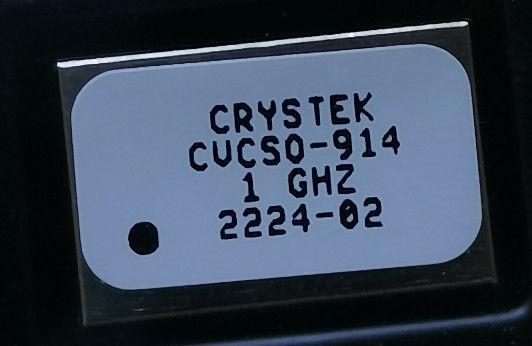 CRYSTEK
CVCSO-914
1 GHZ
2224-02